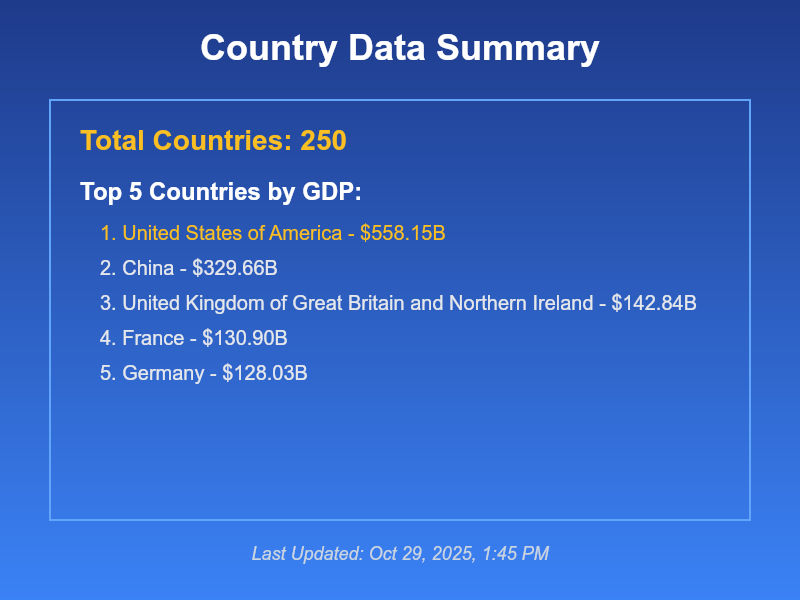 Country Data Summary
Total Countries: 250
Top 5 Countries by GDP:
1. United States of America - $558.15B
2. China - $329.66B
3. United Kingdom of Great Britain and Northern Ireland - $142.84B
4. France - $130.90B
5. Germany - $128.03B
Last Updated: Oct 29, 2025, 1:45 PM